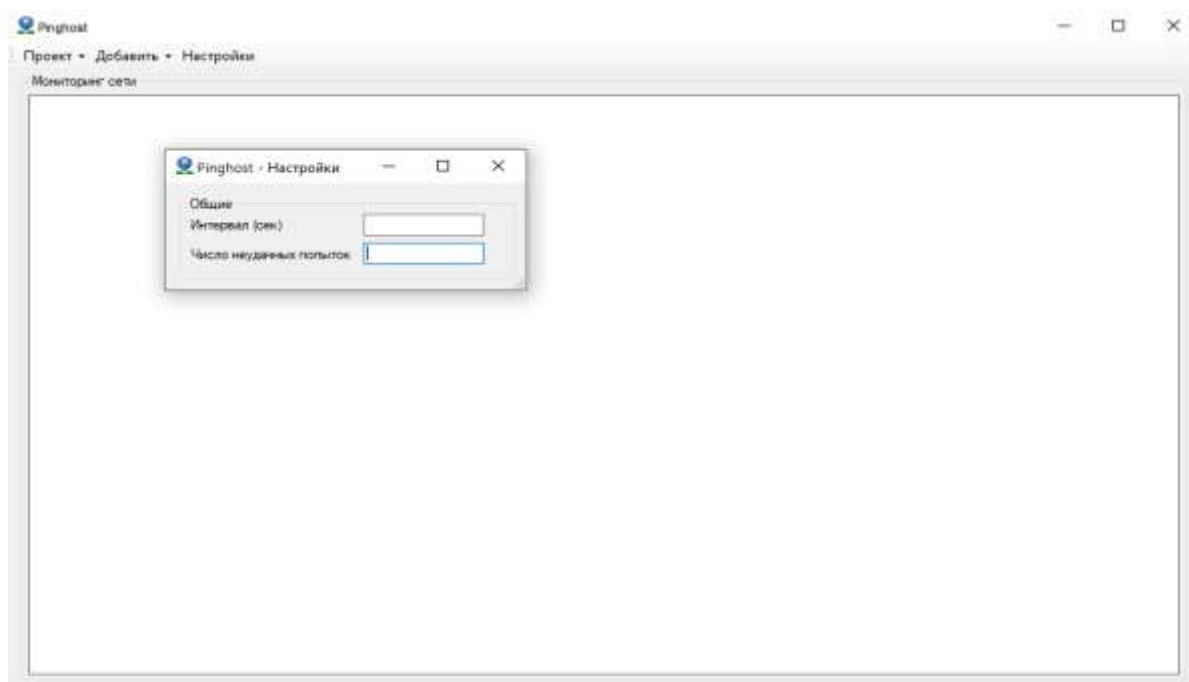 Pinghost
Проект Добавить Настройки
Мониторинг сети
Pinghost - Настройки
Общие
Интервал (сек)
Число неудачных попыток